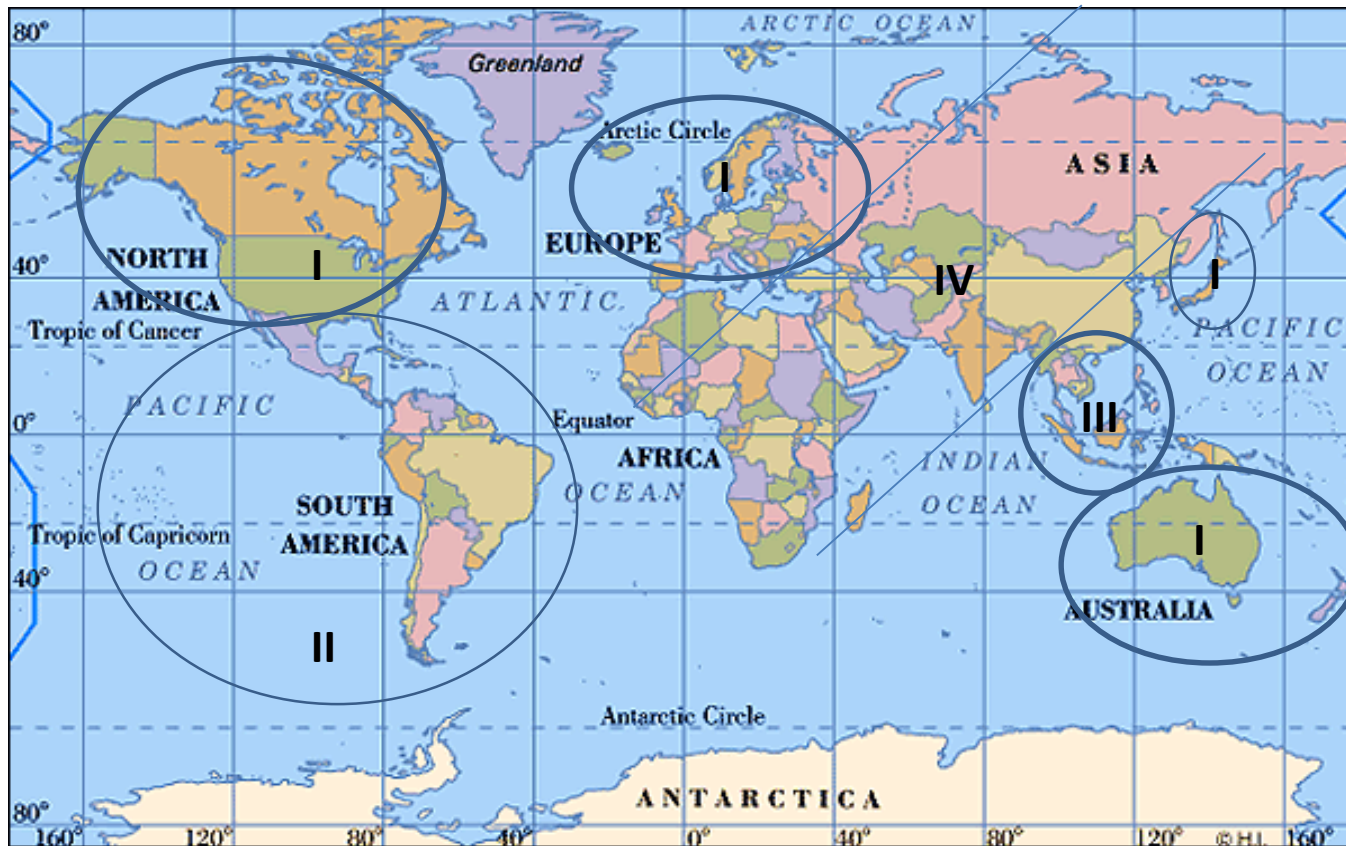 80°
ARCTIC OCEAN
Greenland
Arctic Circle
I
ASIA
EUROPE
NORTH
AMERICA
I
40°
IV
I
ATLANTIC
PACIFIC
OCEAN
Tropic of Cancer
PACIFIC
0°
Equator
III
AFRICA
INDIAN
OCEAN
OCEAN
SOUTH
AMERICA
Tropic of Capricorn
OCEAN
I
40°
AUSTRALIA
II
Antarctic Circle
ANTARCTICA
80°
160° 120° 80° 40° 0° 40° 80° 120° © H.I. 160°